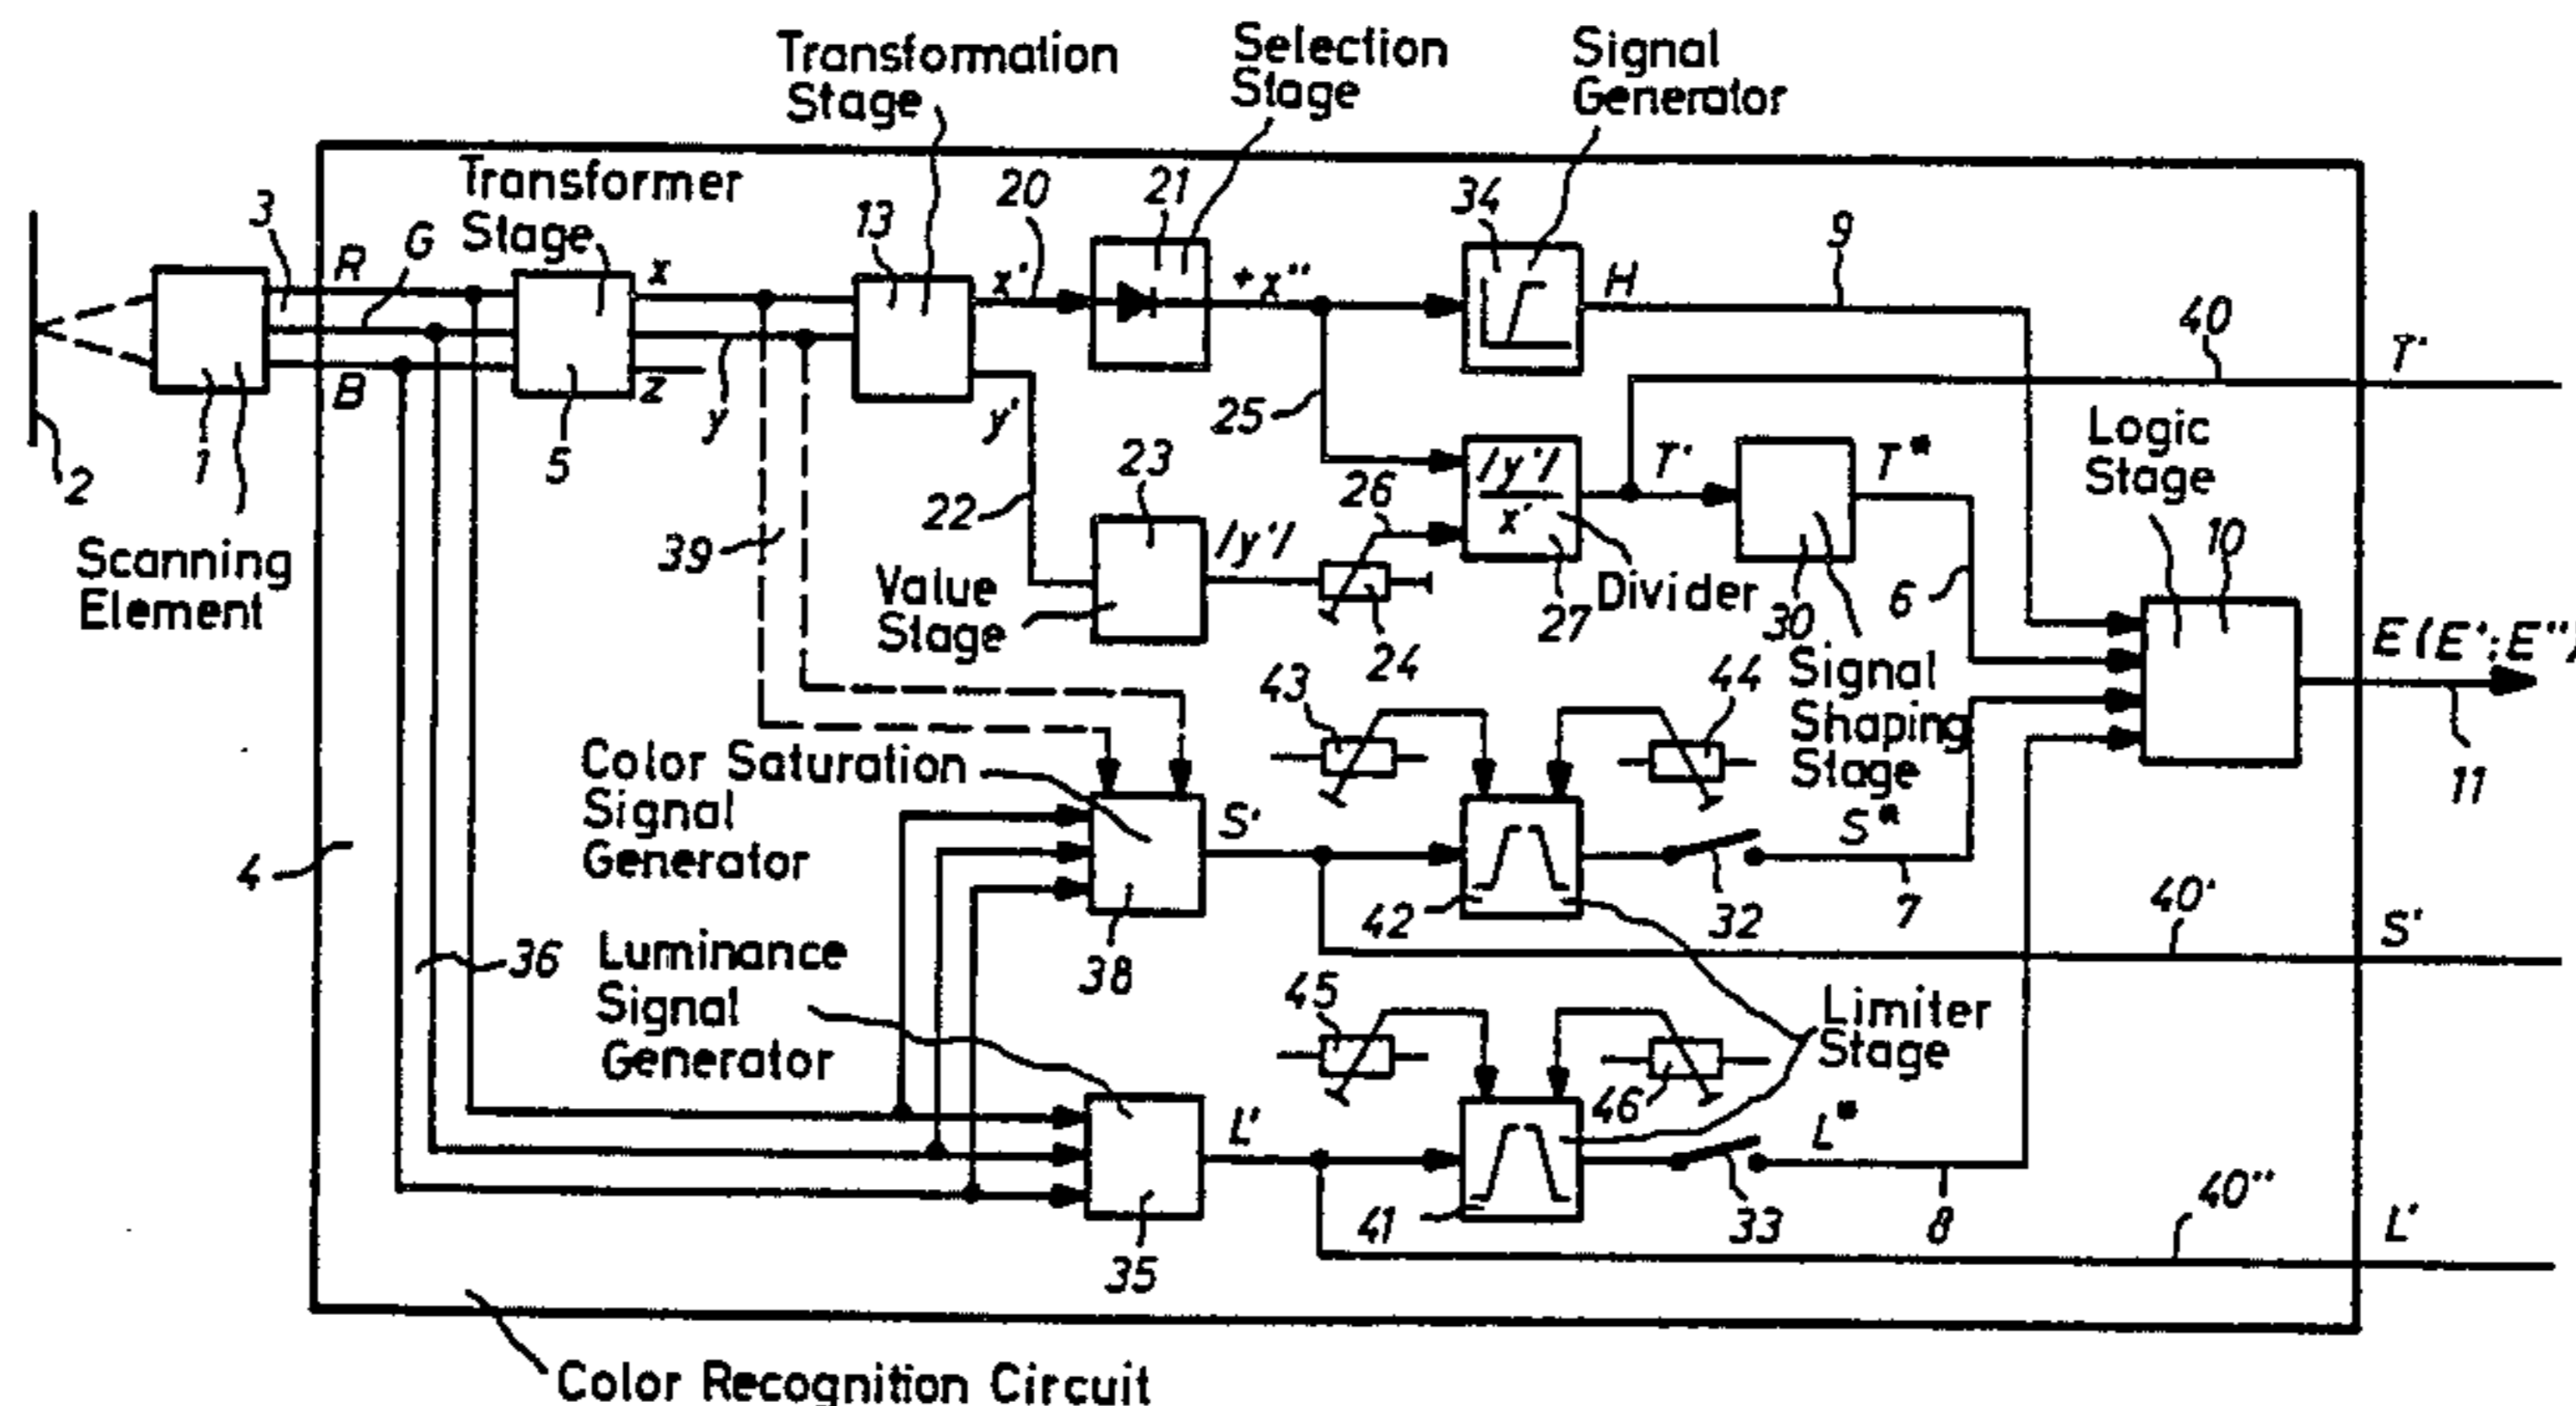 Transformation
Stage
Selection
Stage
Signal
Generator
Transformer
Stage
3
R
G
B
x
y
z
13
20
x'
y'
21
+x''
34
H
9
40
T'
1
2
5
Scanning
Element
22
23
Value
Stage
/y'/
24
25
26
/y'/
x'
27
Divider
T'
30
T*
Signal
Shaping
Stage
6
Logic
Stage
10
E (E';E'')
11
39
4
36
Color Saturation
Signal
Generator
38
S'
43
44
42
32
S*
7
40'
S'
Luminance
Signal
Generator
35
L'
45
46
Limiter
Stage
41
33
L*
8
40''
L'
Color Recognition Circuit